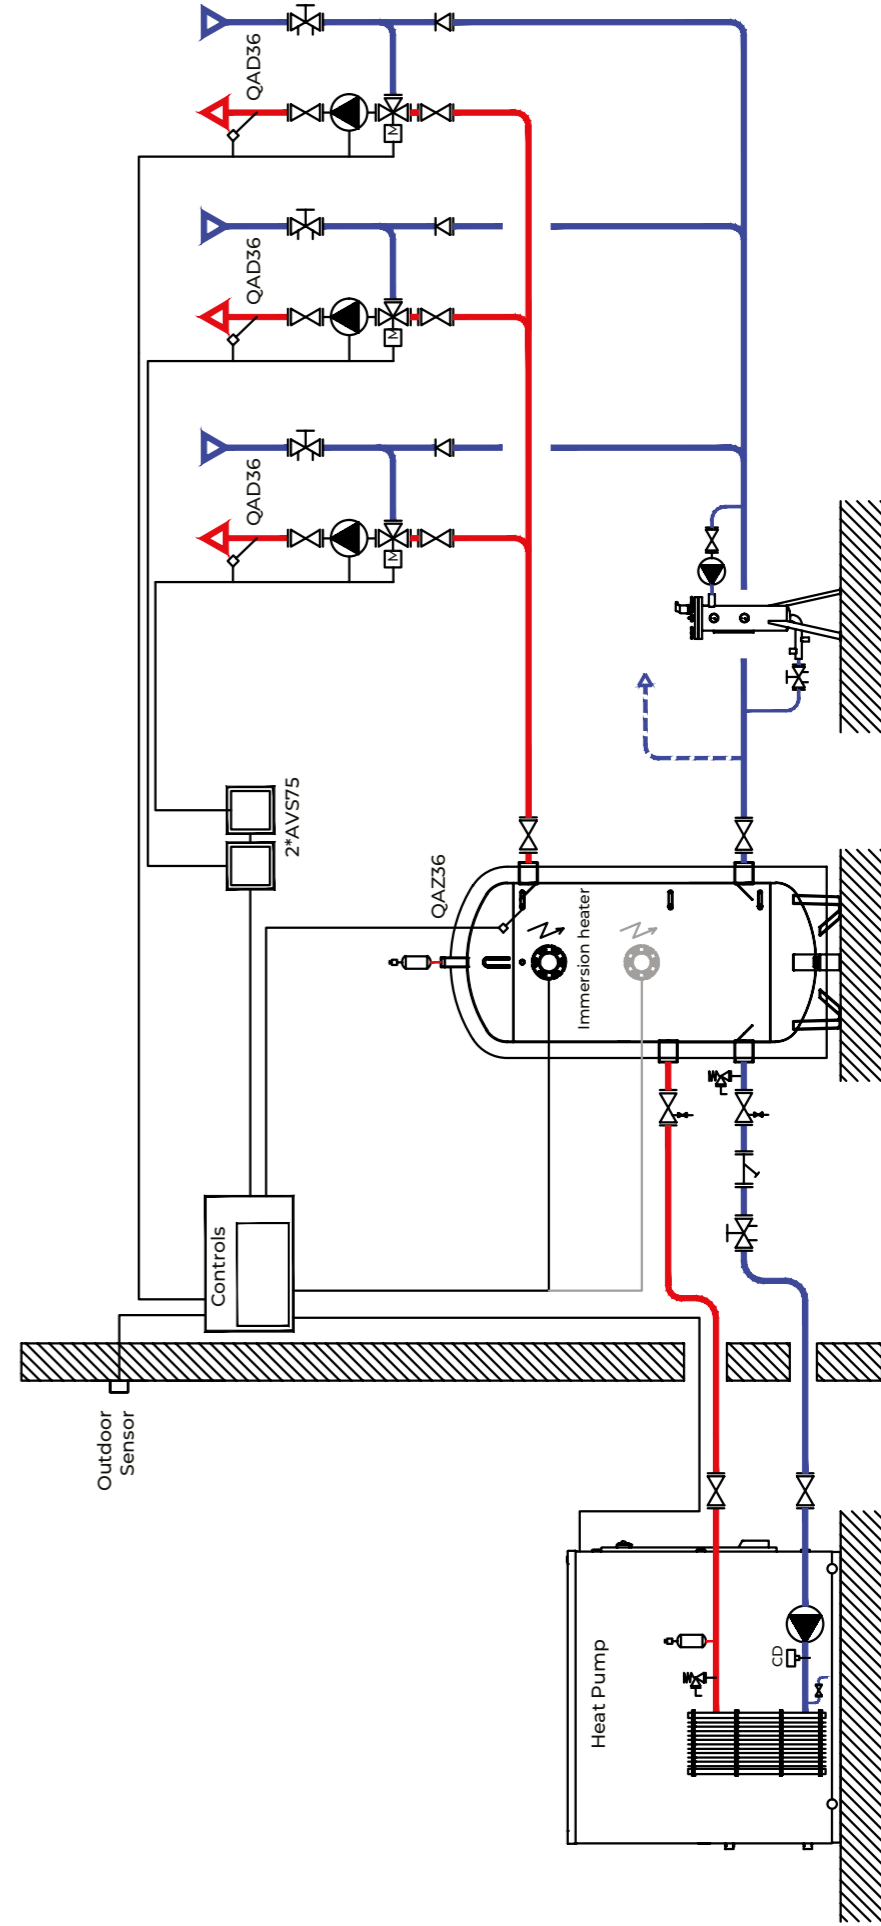 Outdoor
Sensor
Controls
Heat Pump
CD
QAZ36
Immersion heater
2*AVS75
QAD36
M
QAD36
M
QAD36
M